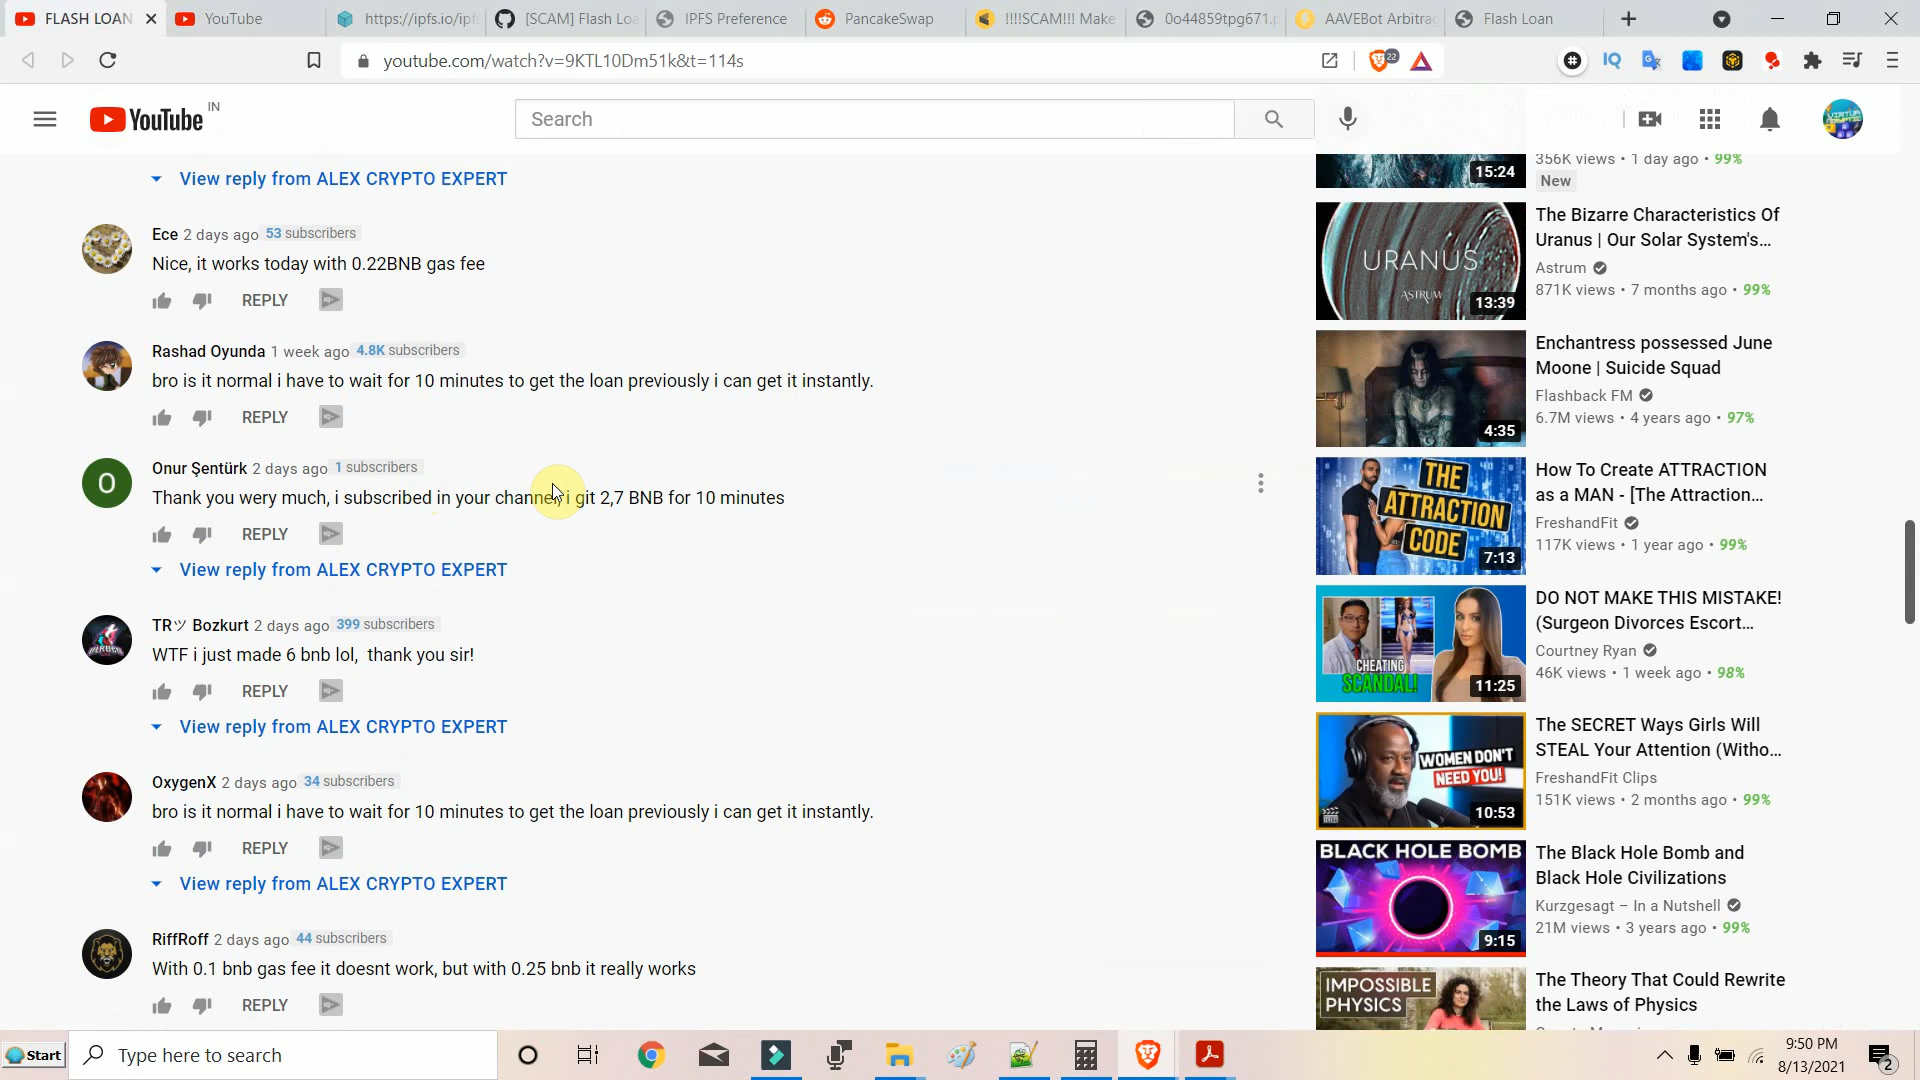 FLASH LOAN
YouTube
https://ipfs.io/ipf
[SCAM] Flash Loa
IPFS Preference
PancakeSwap
!!!!SCAM!!! Make
0o44859tpg671.
AAVEBot Arbitra
Flash Loan
youtube.com/watch?v=9KTL10Dm51k&t=114s
22
IQ
YouTube
IN
Search
View reply from ALEX CRYPTO EXPERT
Ece 2 days ago 53 subscribers
Nice, it works today with 0.22BNB gas fee
REPLY
Rashad Oyunda 1 week ago 4.8K subscribers
bro is it normal i have to wait for 10 minutes to get the loan previously i can get it instantly.
REPLY
O
Onur Şentürk 2 days ago 1 subscribers
Thank you wery much, i subscribed in your channel, i git 2,7 BNB for 10 minutes
REPLY
View reply from ALEX CRYPTO EXPERT
TRツ Bozkurt 2 days ago 399 subscribers
WTF i just made 6 bnb lol, thank you sir!
REPLY
View reply from ALEX CRYPTO EXPERT
OxygenX 2 days ago 34 subscribers
bro is it normal i have to wait for 10 minutes to get the loan previously i can get it instantly.
REPLY
View reply from ALEX CRYPTO EXPERT
RiffRoff 2 days ago 44 subscribers
With 0.1 bnb gas fee it doesnt work, but with 0.25 bnb it really works
REPLY
15:24
356K views • 1 day ago • 99%
New
URANUS
ASTRUM
13:39
The Bizarre Characteristics Of
Uranus | Our Solar System's...
Astrum
871K views • 7 months ago • 99%
4:35
Enchantress possessed June
Moone | Suicide Squad
Flashback FM
6.7M views • 4 years ago • 97%
THE
ATTRACTION
CODE
7:13
How To Create ATTRACTION
as a MAN - [The Attraction...
FreshandFit
117K views • 1 year ago • 99%
CHEATING
SCANDAL!
11:25
DO NOT MAKE THIS MISTAKE!
(Surgeon Divorces Escort...
Courtney Ryan
46K views • 1 week ago • 98%
WOMEN DON'T
NEED YOU!
10:53
The SECRET Ways Girls Will
STEAL Your Attention (Witho...
FreshandFit Clips
151K views • 2 months ago • 99%
BLACK HOLE BOMB
9:15
The Black Hole Bomb and
Black Hole Civilizations
Kurzgesagt – In a Nutshell
21M views • 3 years ago • 99%
IMPOSSIBLE
PHYSICS
The Theory That Could Rewrite
the Laws of Physics
Start
Type here to search
9:50 PM
8/13/2021
2